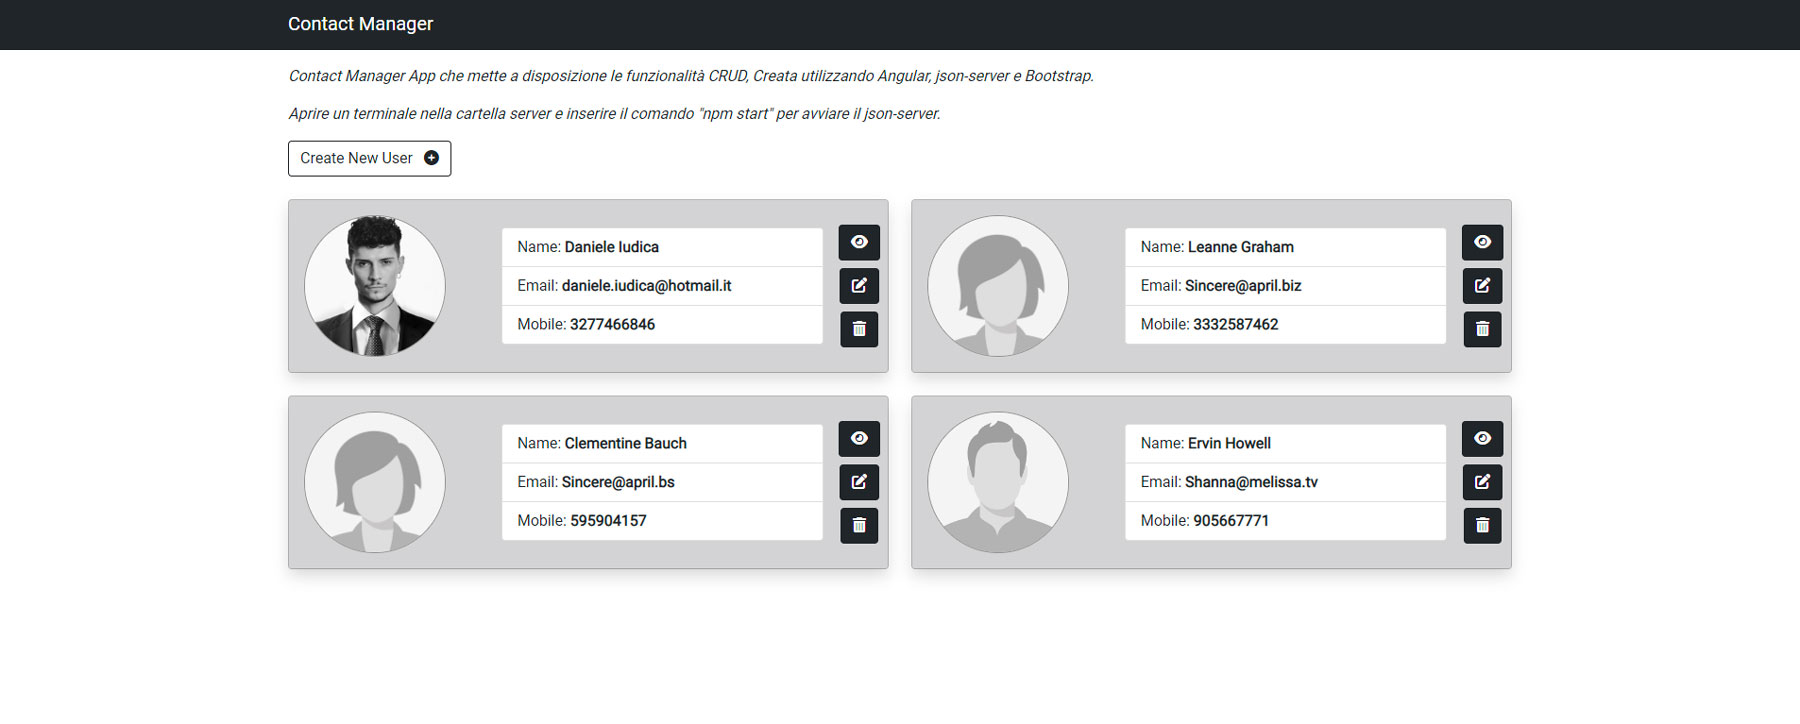 Contact Manager
Contact Manager App che mette a disposizione le funzionalità CRUD, Creata utilizzando Angular, json-server e Bootstrap.
Aprire un terminale nella cartella server e inserire il comando "npm start" per avviare il json-server.
Create New User
Name: Daniele Iudica
Email: daniele.iudica@hotmail.it
Mobile: 3277466846
Name: Leanne Graham
Email: Sincere@april.biz
Mobile: 3332587462
Name: Clementine Bauch
Email: Sincere@april.bs
Mobile: 595904157
Name: Ervin Howell
Email: Shanna@melissa.tv
Mobile: 905667771